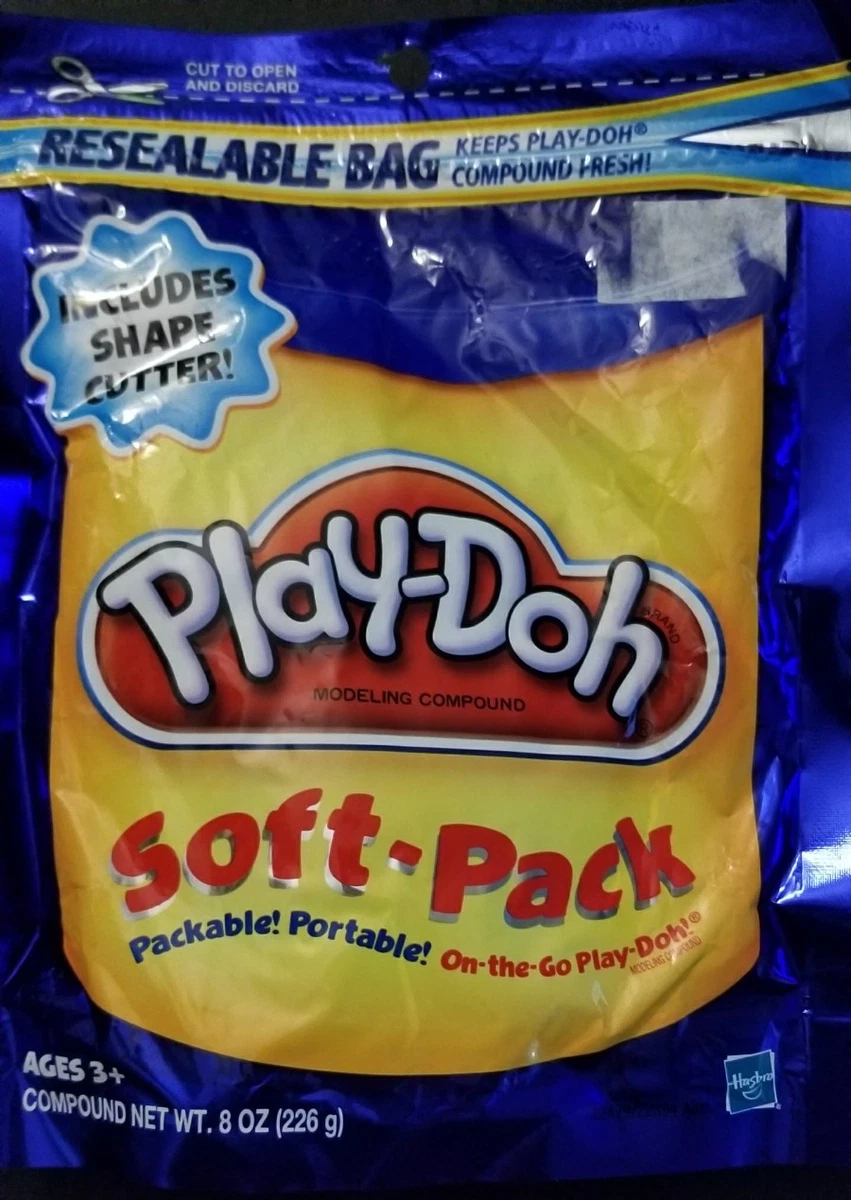 CUT TO OPEN
AND DISCARD
RESEALABLE BAG
KEEPS PLAY-DOH®
COMPOUND FRESH!
INCLUDES
SHAPE
CUTTER!
Play-Doh
BRAND
MODELING COMPOUND
®
Soft-Pack
Packable! Portable! On-the-Go Play-Doh!®
MODELING COMPOUND
AGES 3+
COMPOUND NET WT. 8 OZ (226 g)
Hasbro